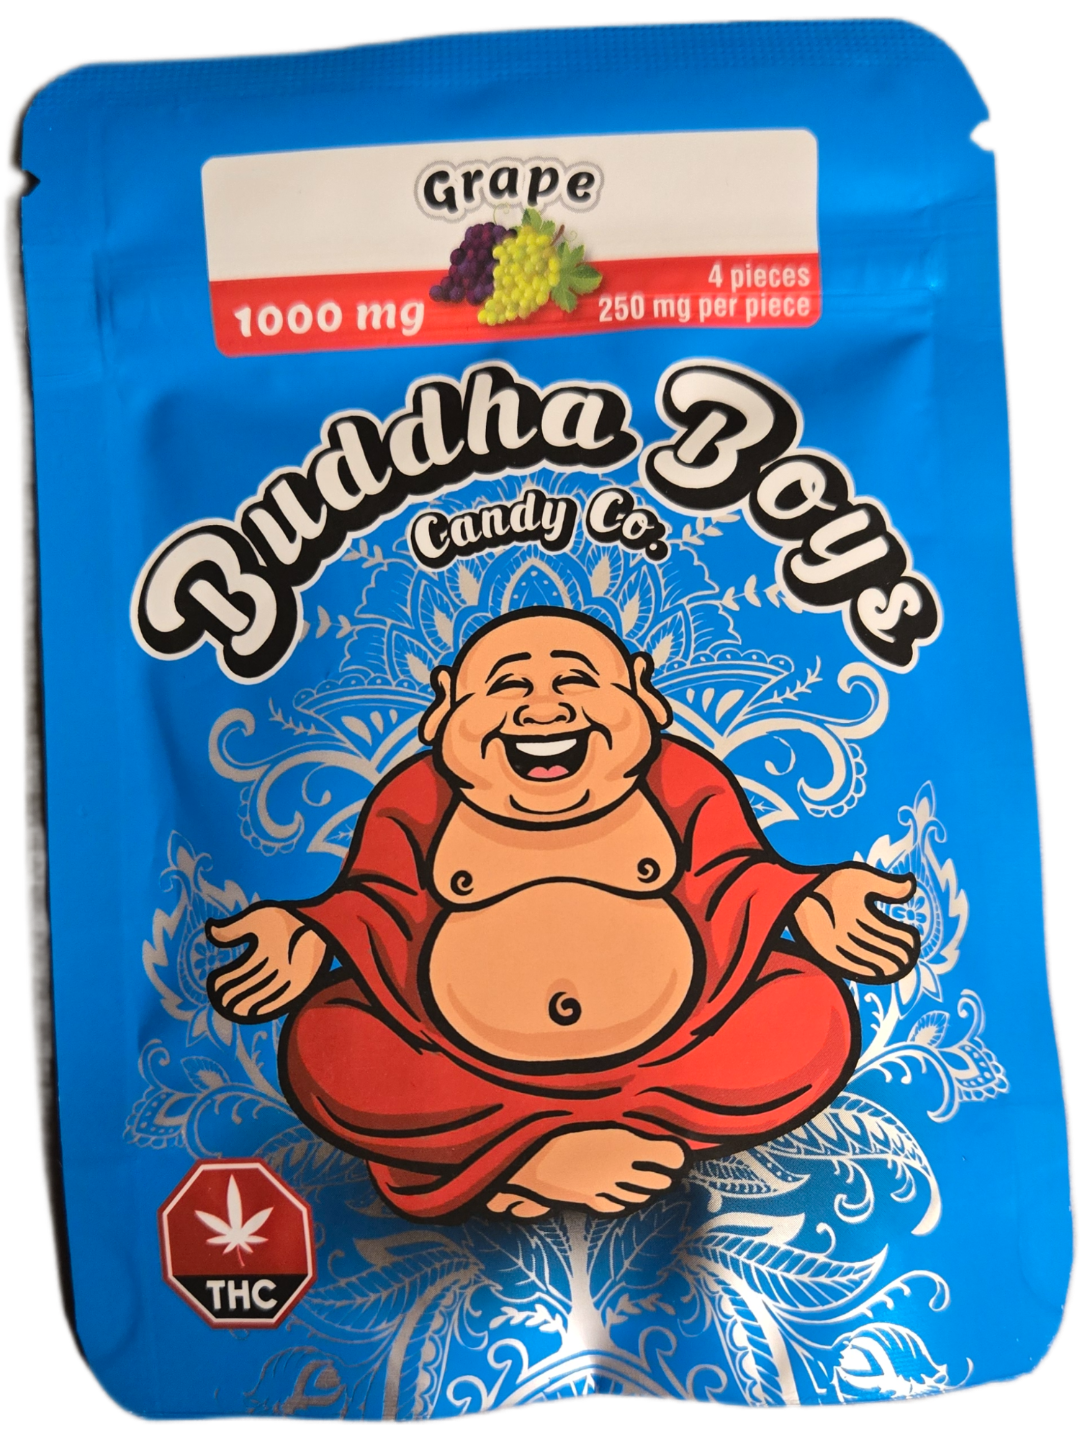 Grape
1000 mg
4 pieces
250 mg per piece
Buddha Boys
Candy Co.
THC